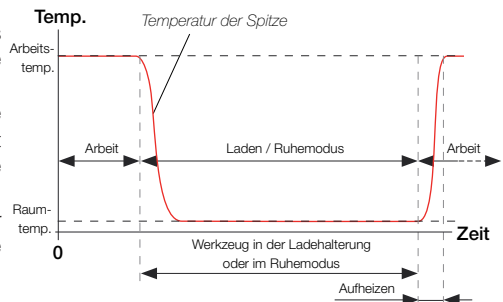 Temp.
Temperatur der Spitze
Arbeits-
temp.
Arbeit
Laden / Ruhemodus
Arbeit
Raum-
temp.
0
Zeit
Werkzeug in der Ladehalterung
oder im Ruhemodus
Aufheizen